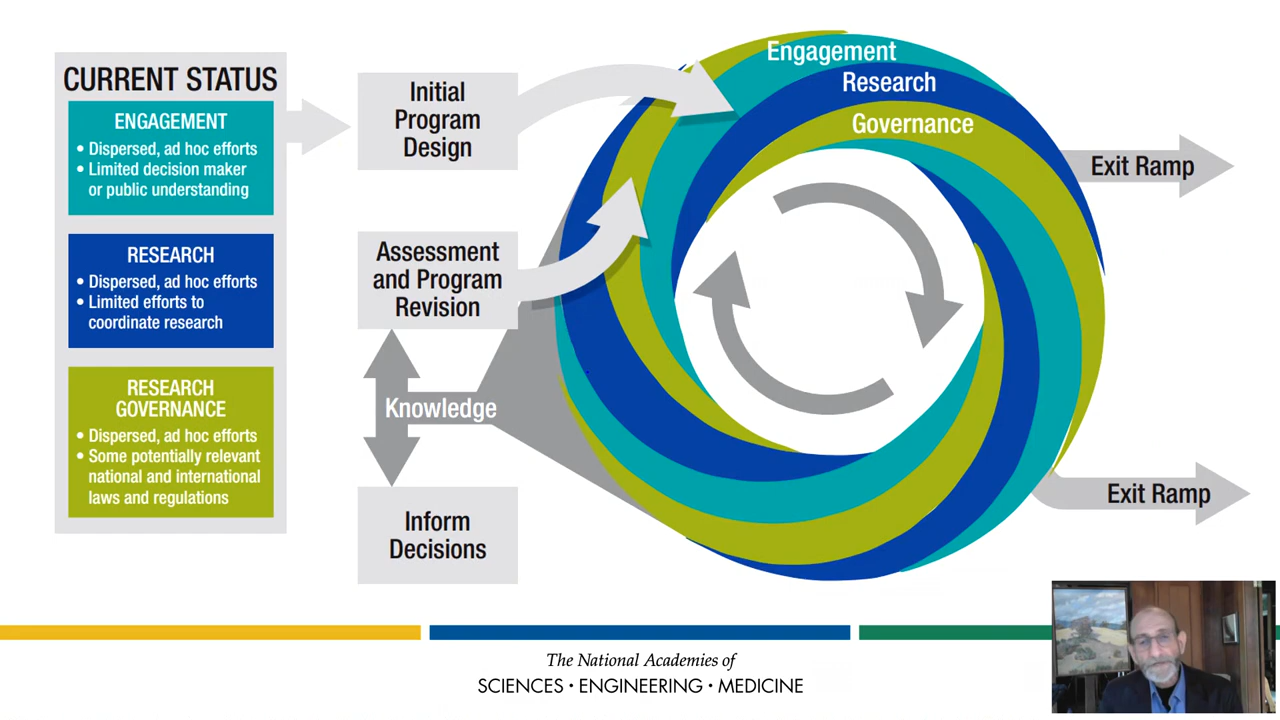 CURRENT STATUS
ENGAGEMENT
• Dispersed, ad hoc efforts
• Limited decision maker
or public understanding
RESEARCH
• Dispersed, ad hoc efforts
• Limited efforts to
coordinate research
RESEARCH
GOVERNANCE
• Dispersed, ad hoc efforts
• Some potentially relevant
national and international
laws and regulations
Initial
Program
Design
Assessment
and Program
Revision
Knowledge
Inform
Decisions
Engagement
Research
Governance
Exit Ramp
Exit Ramp
The National Academies of
SCIENCES • ENGINEERING • MEDICINE